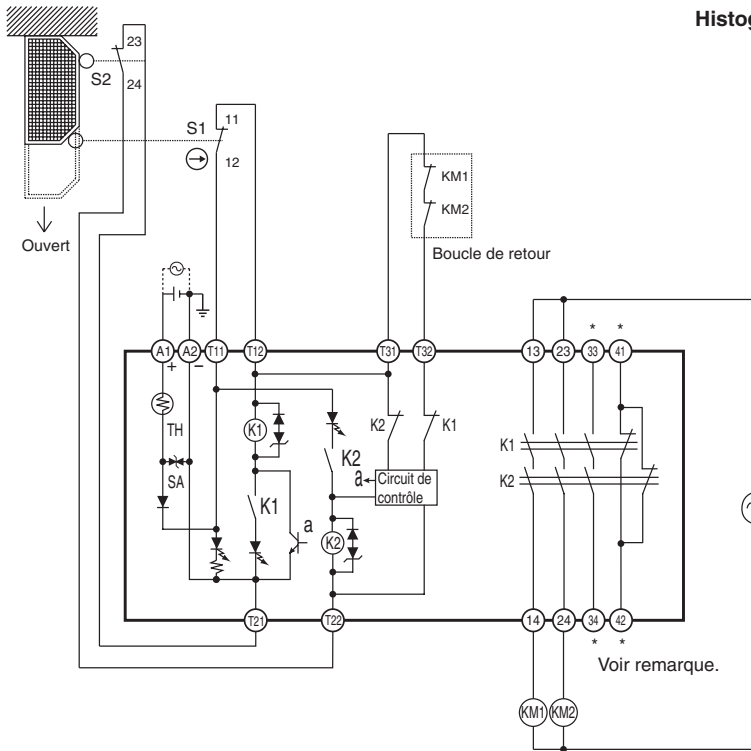 Histog
23
S2
24
S1
11
12
KM1
KM2
Ouvert
Boucle de retour
A1 A2 T11 T12 T31 T32 13 23 33 41
* *
+ −
TH
SA
K1
K1
a
K2
K2
K2
K1
a
Circuit de
contrôle
K1
K2
T21 T22 14 24 34 42
* *
Voir remarque.
KM1 KM2